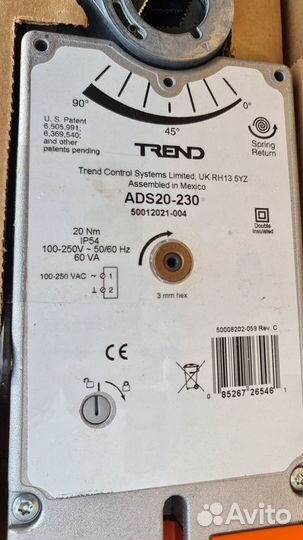 90°
0°
45°
U. S. Patent
6,505,991;
6,369,540;
and other
patents pending
TREND
Spring
Return
Trend Control Systems Limited, UK RH13 5YZ
Assembled in Mexico
ADS20-230
50012021-004
20 Nm
IP54
100-250V ~ 50/60 Hz
60 VA
Double
Insulated
100-250 VAC ~ 1
2
3 mm hex
50008202-059 Rev. C
CE
0 85267 26546 1
Avito